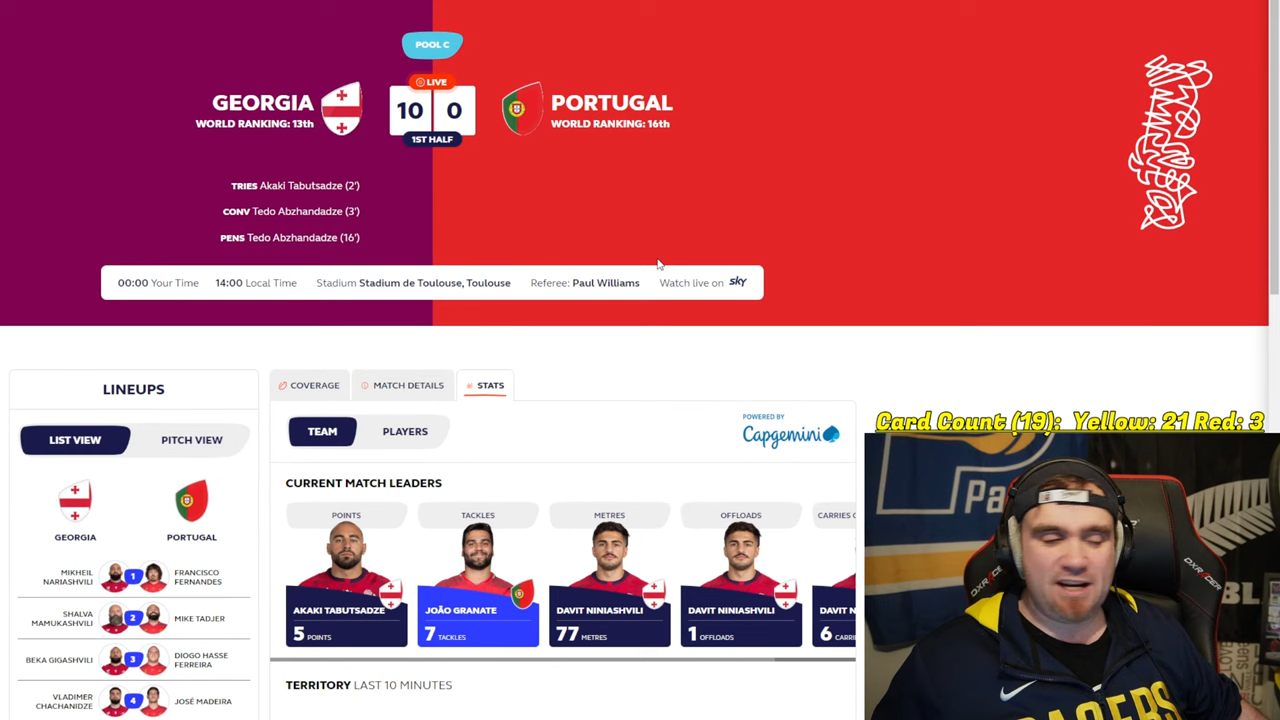 POOL C
LIVE
GEORGIA
WORLD RANKING: 13th
10 0
1ST HALF
PORTUGAL
WORLD RANKING: 16th
TRIES Akaki Tabutsadze (2')
CONV Tedo Abzhandadze (3')
PENS Tedo Abzhandadze (16')
00:00 Your Time 14:00 Local Time Stadium Stadium de Toulouse, Toulouse Referee: Paul Williams Watch live on sky
LINEUPS
LIST VIEW PITCH VIEW
GEORGIA PORTUGAL
MIKHEIL NARIASHVILI 1 FRANCISCO FERNANDES
SHALVA MAMUKASHVILI 2 MIKE TADJER
BEKA GIGASHVILI 3 DIOGO HASSE FERREIRA
VLADIMER CHACHANIDZE 4 JOSÉ MADEIRA
COVERAGE MATCH DETAILS STATS
TEAM PLAYERS
POWERED BY
Capgemini
CURRENT MATCH LEADERS
POINTS TACKLES METRES OFFLOADS CARRIES
AKAKI TABUTSADZE
5 POINTS
JOÃO GRANATE
7 TACKLES
DAVIT NINIASHVILI
77 METRES
DAVIT NINIASHVILI
1 OFFLOADS
DAVIT N
6 CARRI
TERRITORY LAST 10 MINUTES
Card Count (19): Yellow: 21 Red: 3
Pa
DXRACER
PACERS